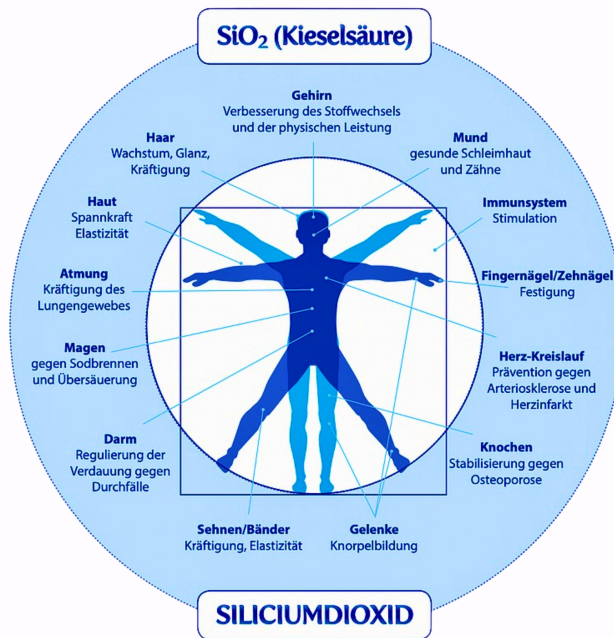 SiO₂ (Kieselsäure)
Gehirn
Verbesserung des Stoffwechsels
und der physischen Leistung
Haar
Wachstum, Glanz,
Kräftigung
Mund
gesunde Schleimhaut
und Zähne
Haut
Spannkraft
Elastizität
Immunsystem
Stimulation
Atmung
Kräftigung des
Lungengewebes
Fingernägel/Zehnägel
Festigung
Magen
gegen Sodbrennen
und Übersäuerung
Herz-Kreislauf
Prävention gegen
Arteriosklerose und
Herzinfarkt
Darm
Regulierung der
Verdauung gegen
Durchfälle
Knochen
Stabilisierung gegen
Osteoporose
Sehnen/Bänder
Kräftigung, Elastizität
Gelenke
Knorpelbildung
SILICIUMDIOXID